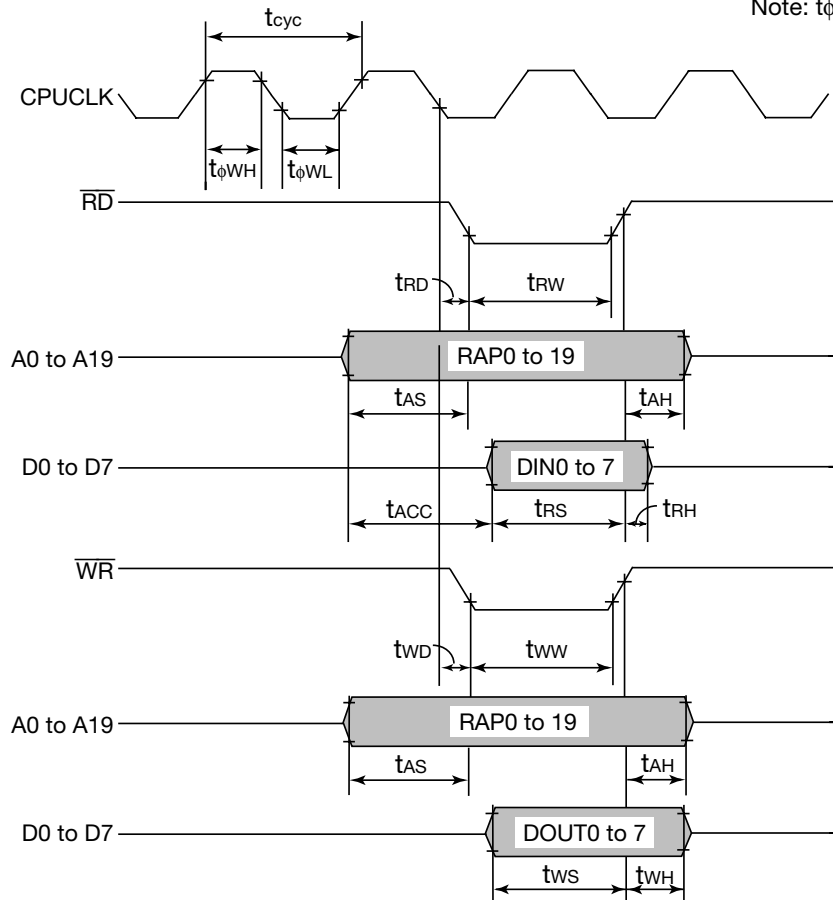 Note: tϕ
tcyc
CPUCLK
tϕWH
tϕWL
RD
tRD
tRW
A0 to A19
RAP0 to 19
tAS
tAH
D0 to D7
DIN0 to 7
tACC
tRS
tRH
WR
tWD
tWW
A0 to A19
RAP0 to 19
tAS
tAH
D0 to D7
DOUT0 to 7
tWS
tWH